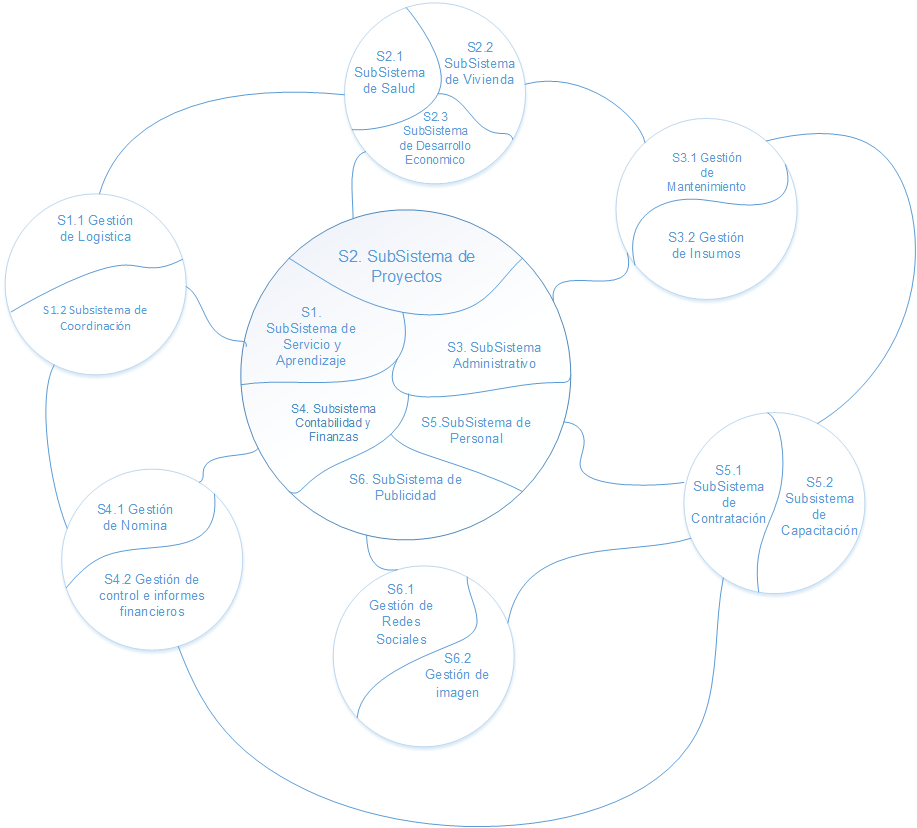 S2.1
SubSistema
de Salud
S2.2
SubSistema
de Vivienda
S2.3
SubSistema
de Desarrollo
Economico
S3.1 Gestión
de
Mantenimiento
S3.2 Gestión
de Insumos
S1.1 Gestión
de Logistica
S1.2 Subsistema de
Coordinación
S2. SubSistema de
Proyectos
S1.
SubSistema de
Servicio y
Aprendizaje
S3. SubSistema
Administrativo
S4. Subsistema
Contabilidad y
Finanzas
S5.SubSistema de
Personal
S6. SubSistema de
Publicidad
S5.1
SubSistema
de
Contratación
S5.2
Subsistema
de
Capacitación
S4.1 Gestión
de Nomina
S4.2 Gestión de
control e informes
financieros
S6.1
Gestión de
Redes
Sociales
S6.2
Gestión de
imagen